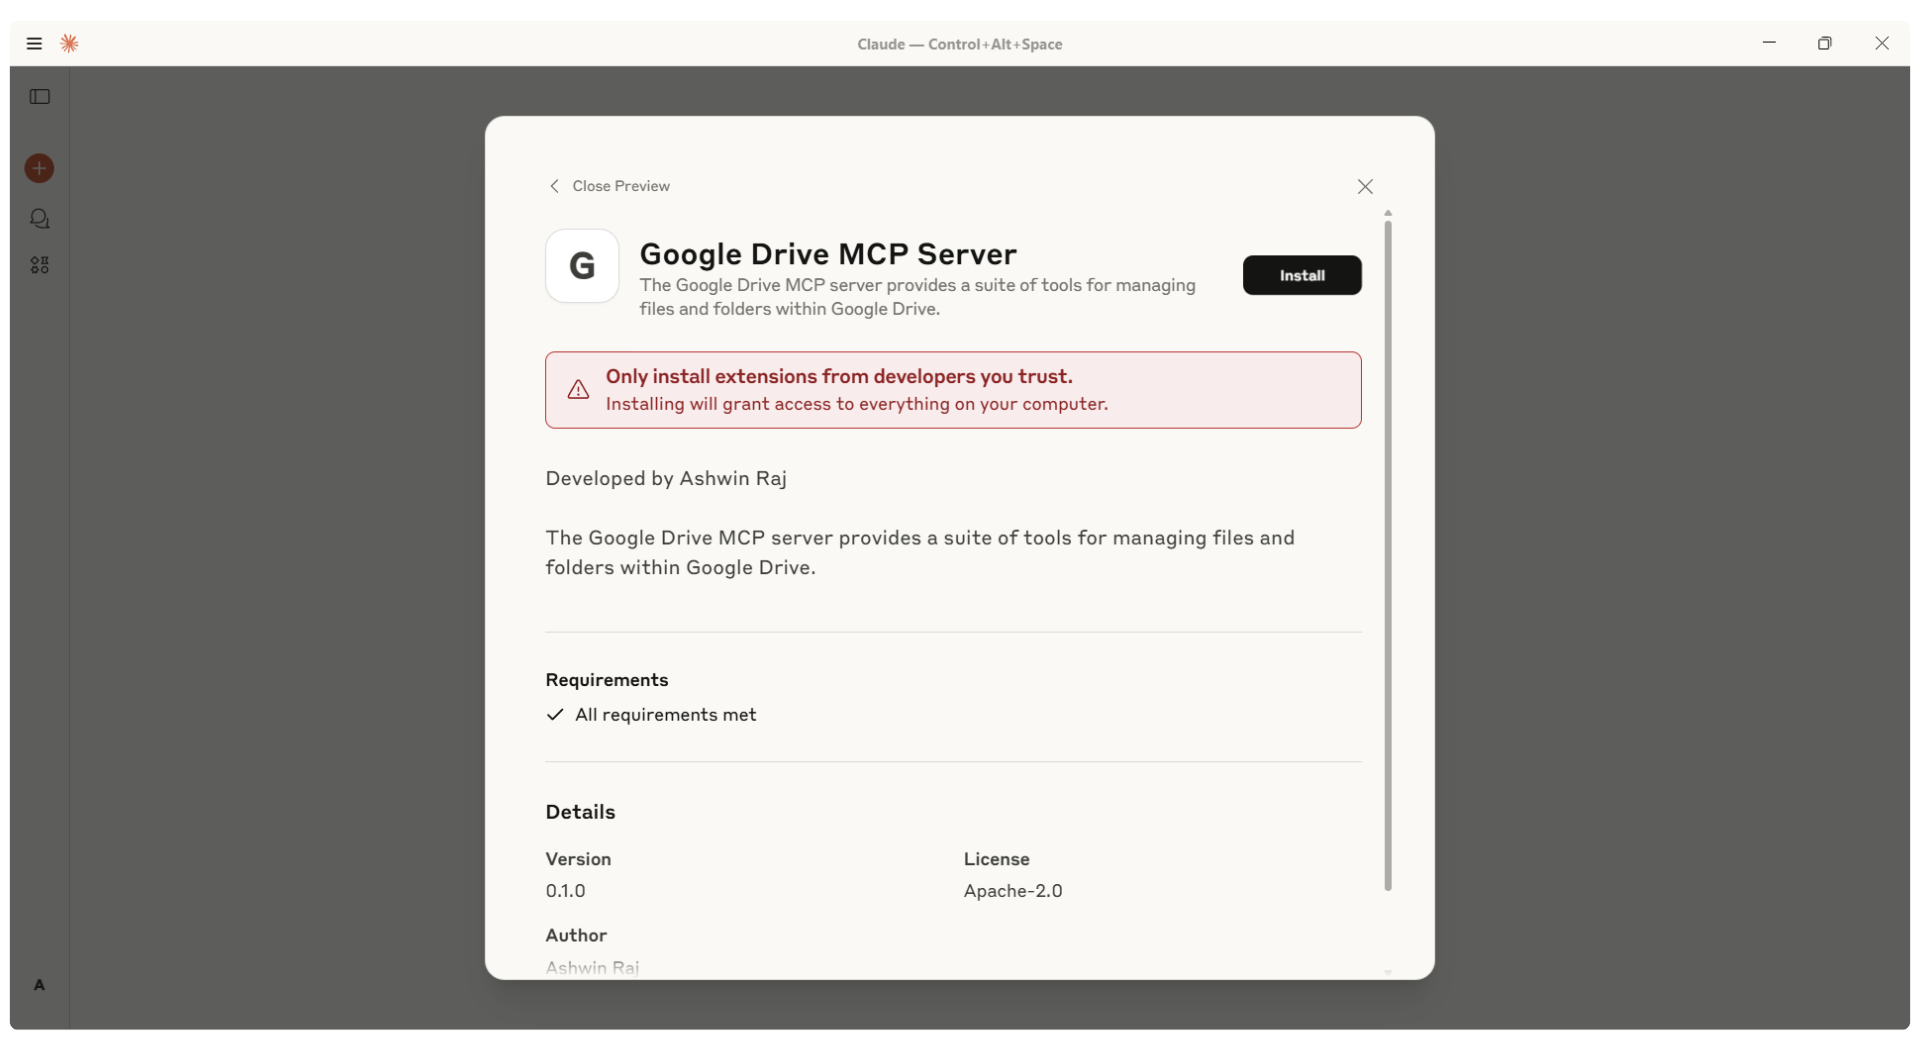 Claude — Control+Alt+Space
Close Preview
G
Google Drive MCP Server
The Google Drive MCP server provides a suite of tools for managing
files and folders within Google Drive.
Install
Only install extensions from developers you trust.
Installing will grant access to everything on your computer.
Developed by Ashwin Raj
The Google Drive MCP server provides a suite of tools for managing files and
folders within Google Drive.
Requirements
All requirements met
Details
Version
License
0.1.0
Apache-2.0
Author
Ashwin Raj
A